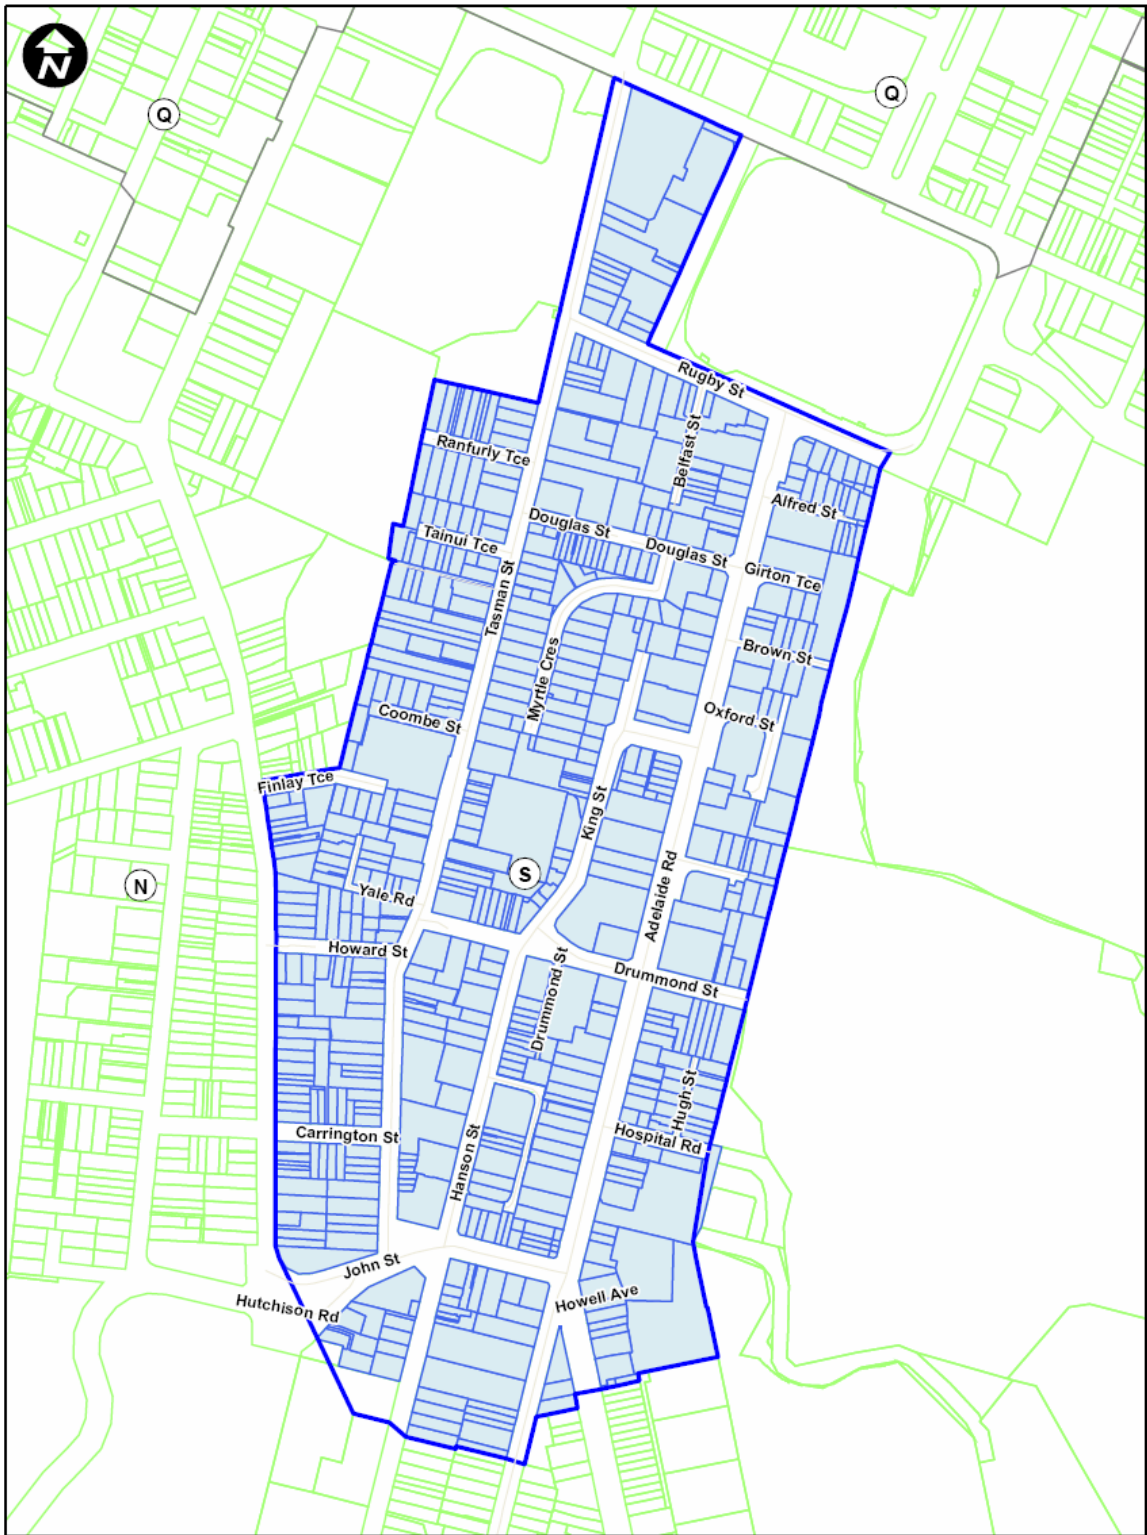 N
Q
Q
Rugby St
Belfast St
Ranfurly Tce
Alfred St
Douglas St
Tainui Tce
Douglas St
Girton Tce
Tasman St
Brown St
Myrtle Cres
Oxford St
Coombe St
Finlay Tce
King St
S
N
Adelaide Rd
Yale Rd
Howard St
Drummond St
Drummond St
Hugh St
Carrington St
Hospital Rd
Hanson St
John St
Howell Ave
Hutchison Rd